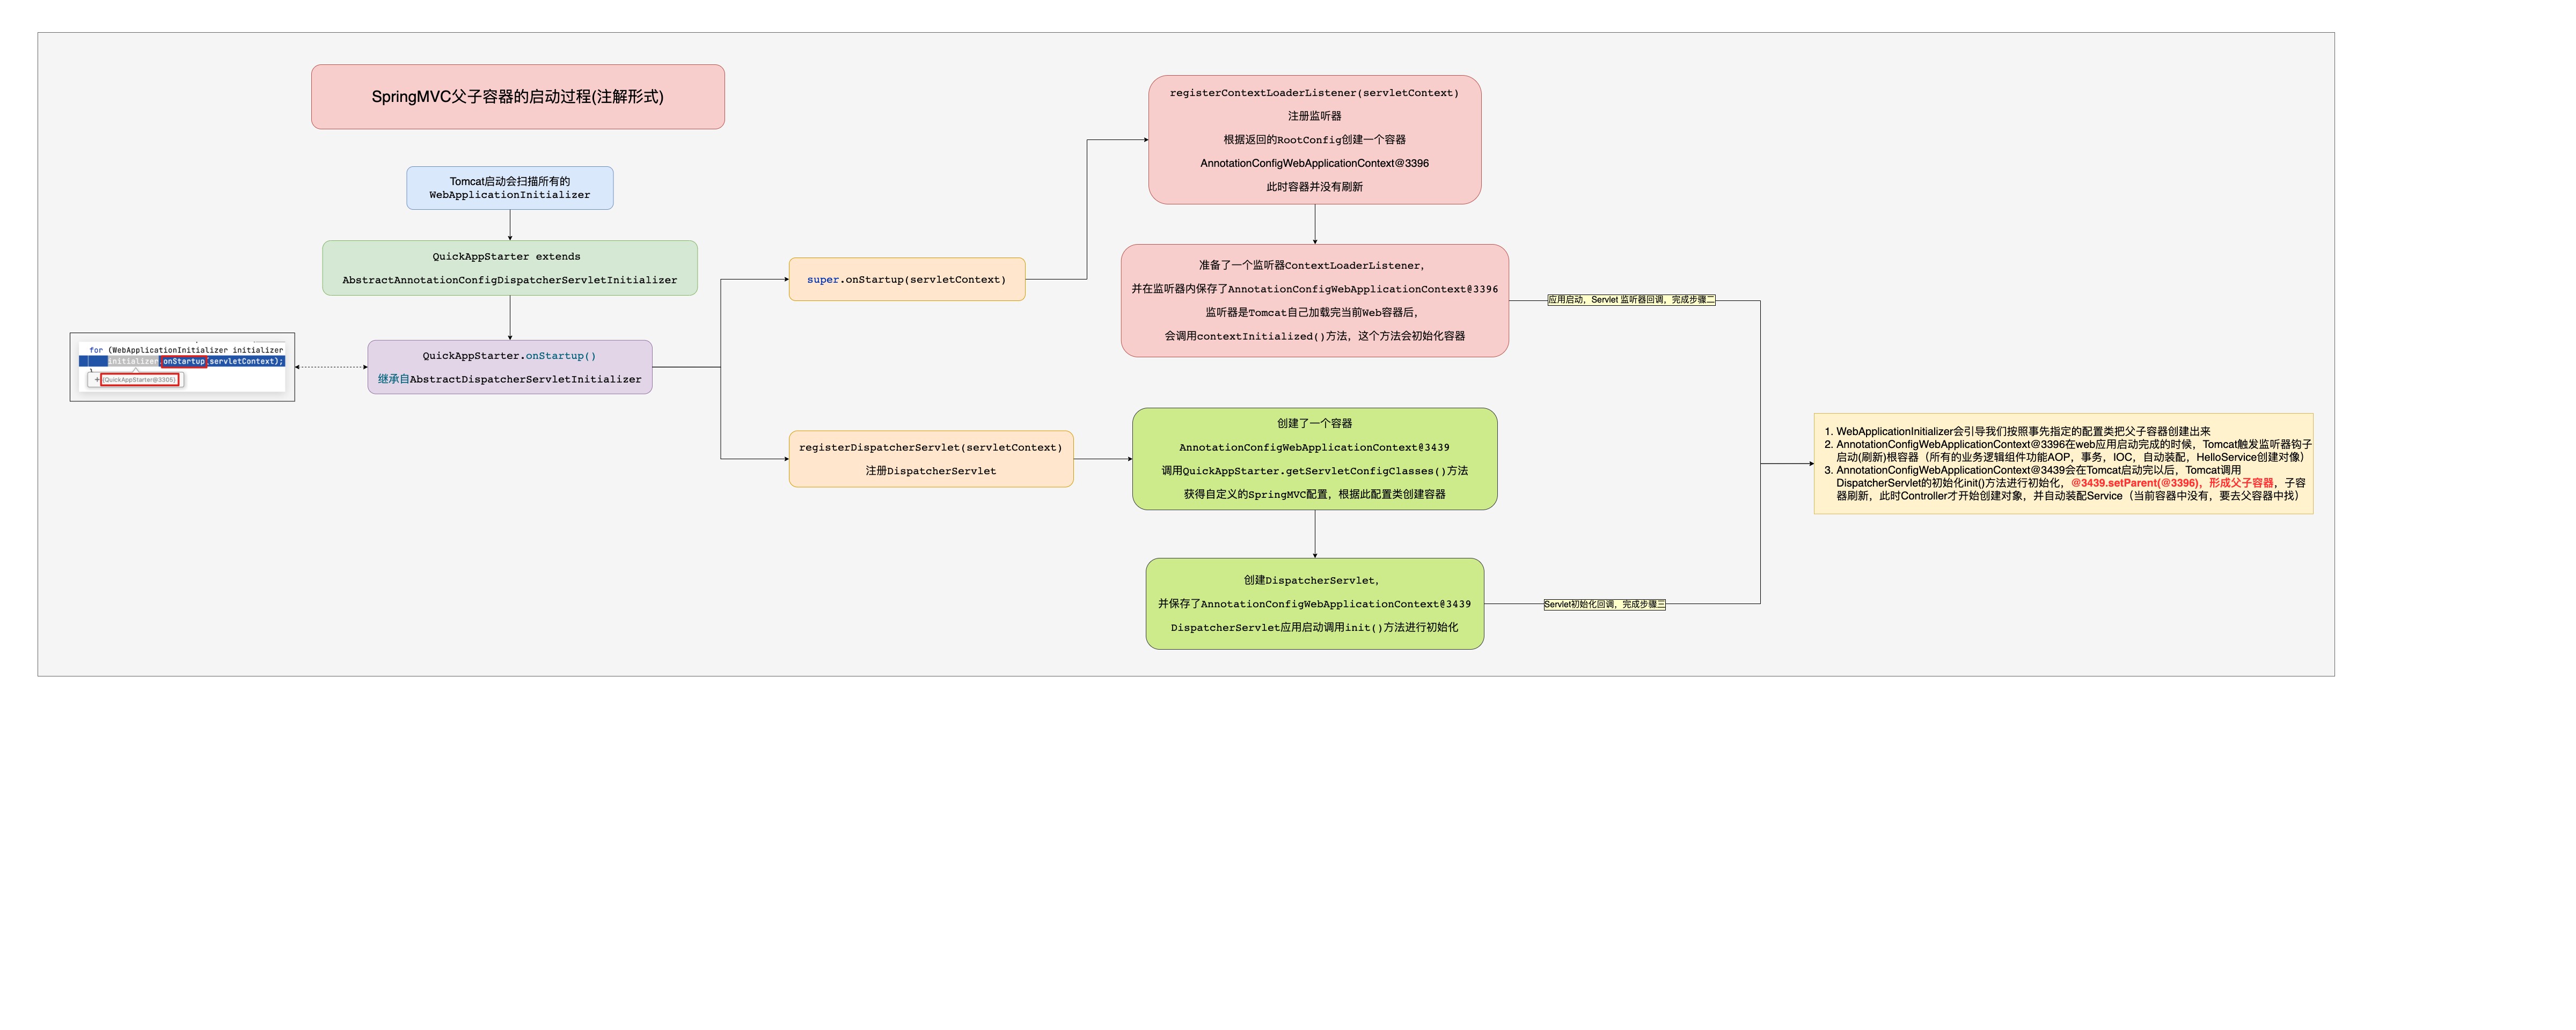 SpringMVC父子容器的启动过程(注解形式)
Tomcat启动会扫描所有的
WebApplicationInitializer
QuickAppStarter extends
AbstractAnnotationConfigDispatcherServletInitializer
for (WebApplicationInitializer initializer
initializer.onStartup(servletContext);
}
+{QuickAppStarter@3305}
QuickAppStarter.onStartup()
继承自AbstractDispatcherServletInitializer
super.onStartup(servletContext)
registerDispatcherServlet(servletContext)
注册DispatcherServlet
registerContextLoaderListener(servletContext)
注册监听器
根据返回的RootConfig创建一个容器
AnnotationConfigWebApplicationContext@3396
此时容器并没有刷新
准备了一个监听器ContextLoaderListener，
并在监听器内保存了AnnotationConfigWebApplicationContext@3396
监听器是Tomcat自己加载完当前Web容器后，
会调用contextInitialized()方法，这个方法会初始化容器
创建了一个容器
AnnotationConfigWebApplicationContext@3439
调用QuickAppStarter.getServletConfigClasses()方法
获得自定义的SpringMVC配置，根据此配置类创建容器
创建DispatcherServlet，
并保存了AnnotationConfigWebApplicationContext@3439
DispatcherServlet应用启动调用init()方法进行初始化
应用启动，Servlet 监听器回调，完成步骤二
Servlet初始化回调，完成步骤三
1. WebApplicationInitializer会引导我们按照事先指定的配置类把父子容器创建出来
2. AnnotationConfigWebApplicationContext@3396在web应用启动完成的时候，Tomcat触发监听器钩子
启动(刷新)根容器（所有的业务逻辑组件功能AOP，事务，IOC，自动装配，HelloService创建对像）
3. AnnotationConfigWebApplicationContext@3439会在Tomcat启动完以后，Tomcat调用
DispatcherServlet的初始化init()方法进行初始化，@3439.setParent(@3396)，形成父子容器，子容
器刷新，此时Controller才开始创建对象，并自动装配Service（当前容器中没有，要去父容器中找）